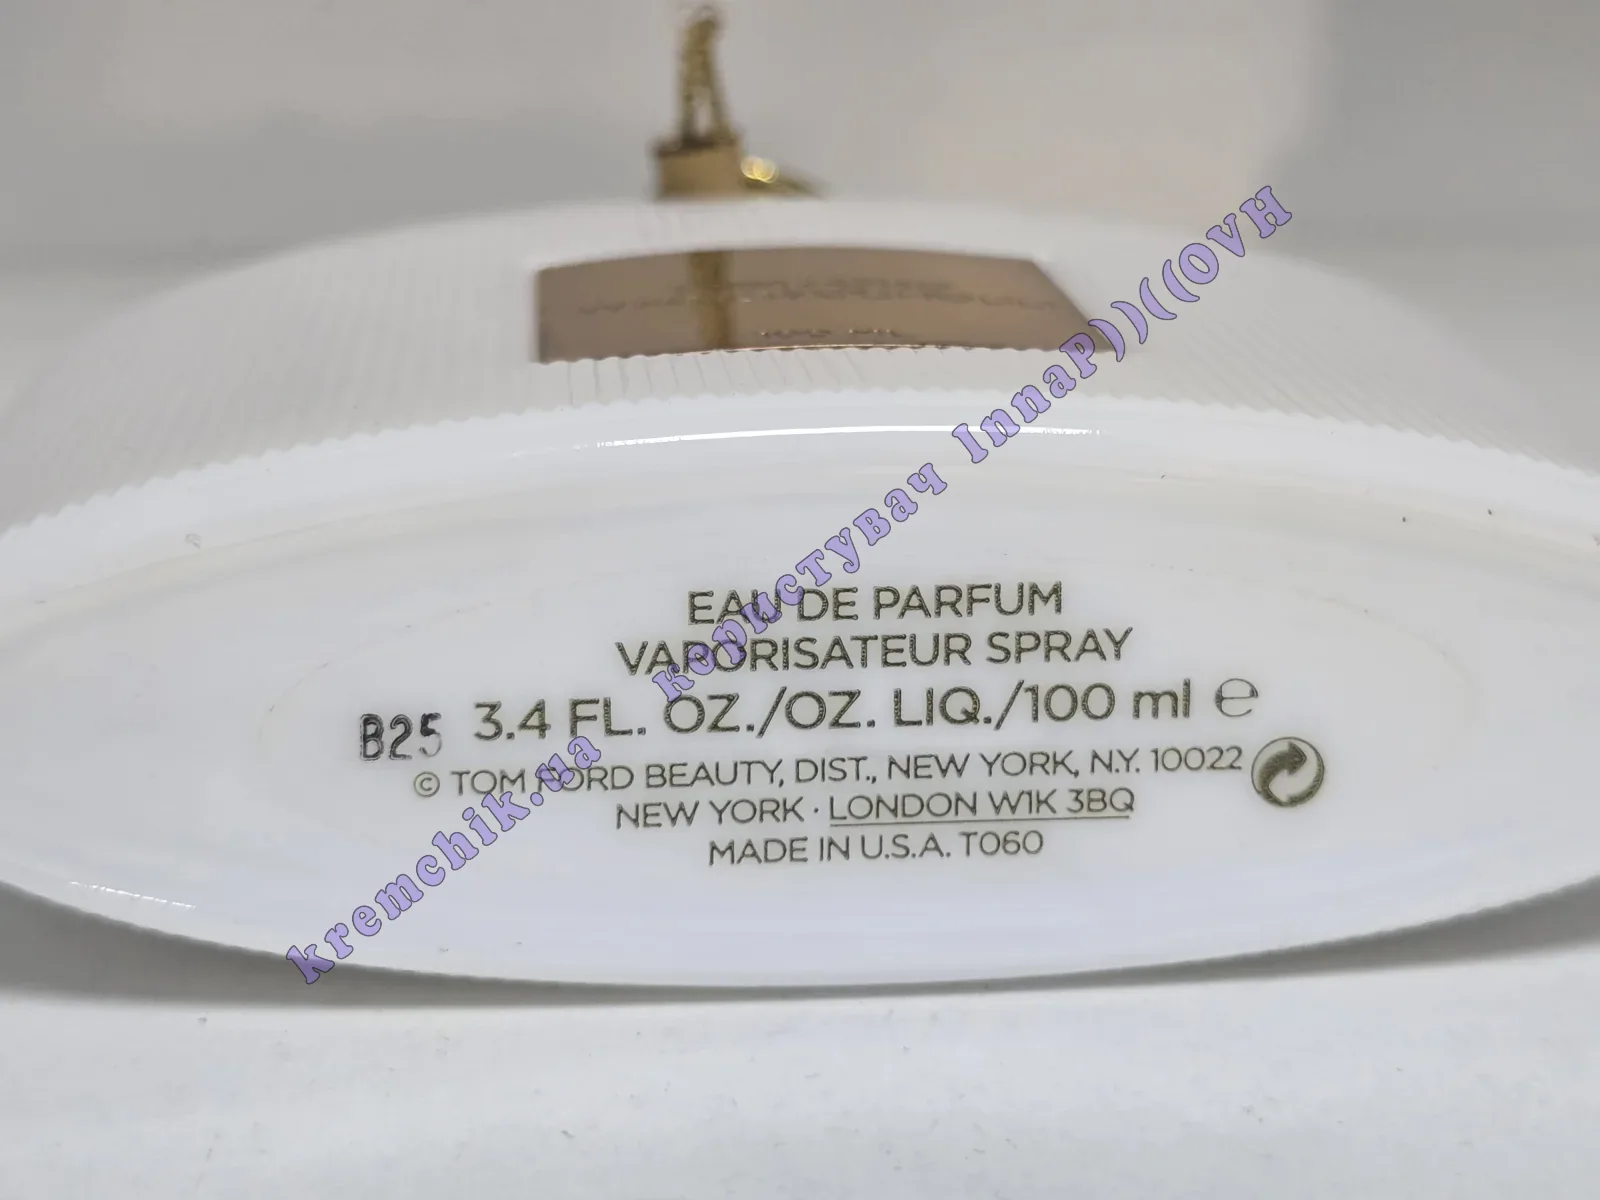 EAU DE PARFUM
VAPORISATEUR SPRAY
B25 3.4 FL. OZ./OZ. LIQ./100 ml ℮
© TOM FORD BEAUTY, DIST., NEW YORK, N.Y. 10022
NEW YORK · LONDON W1K 3BQ
MADE IN U.S.A. T060
kremchik.ua користувач InnaP))((OVH